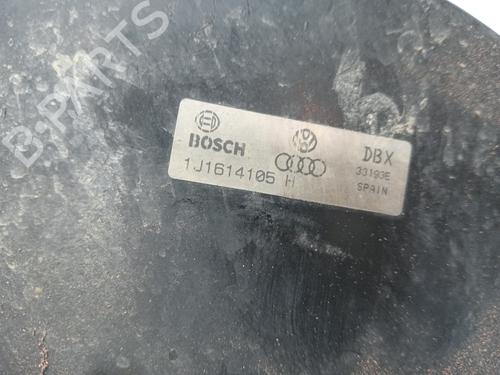 B-PARTS
BOSCH
DBX
1J1614105 H
33193E
SPAIN